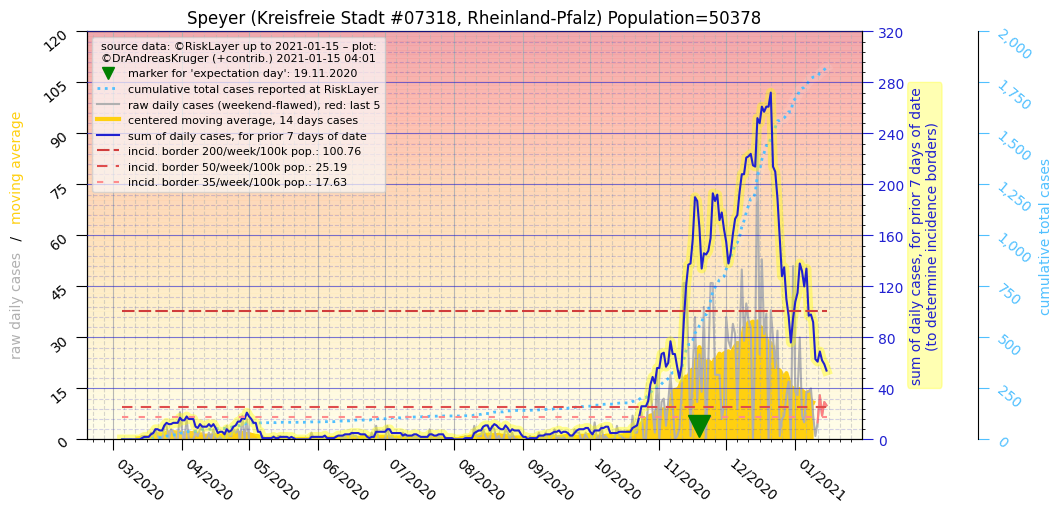 Speyer (Kreisfreie Stadt #07318, Rheinland-Pfalz) Population=50378
source data: ©RiskLayer up to 2021-01-15 – plot:
©DrAndreasKruger (+contrib.) 2021-01-15 04:01
marker for 'expectation day': 19.11.2020
cumulative total cases reported at RiskLayer
raw daily cases (weekend-flawed), red: last 5
centered moving average, 14 days cases
sum of daily cases, for prior 7 days of date
incid. border 200/week/100k pop.: 100.76
incid. border 50/week/100k pop.: 25.19
incid. border 35/week/100k pop.: 17.63
raw daily cases / moving average
120
105
90
75
60
45
30
15
0
03/2020
04/2020
05/2020
06/2020
07/2020
08/2020
09/2020
10/2020
11/2020
12/2020
01/2021
320
280
240
200
160
120
80
40
0
sum of daily cases, for prior 7 days of date
(to determine incidence borders)
2,000
1,750
1,500
1,250
1,000
750
500
250
0
cumulative total cases